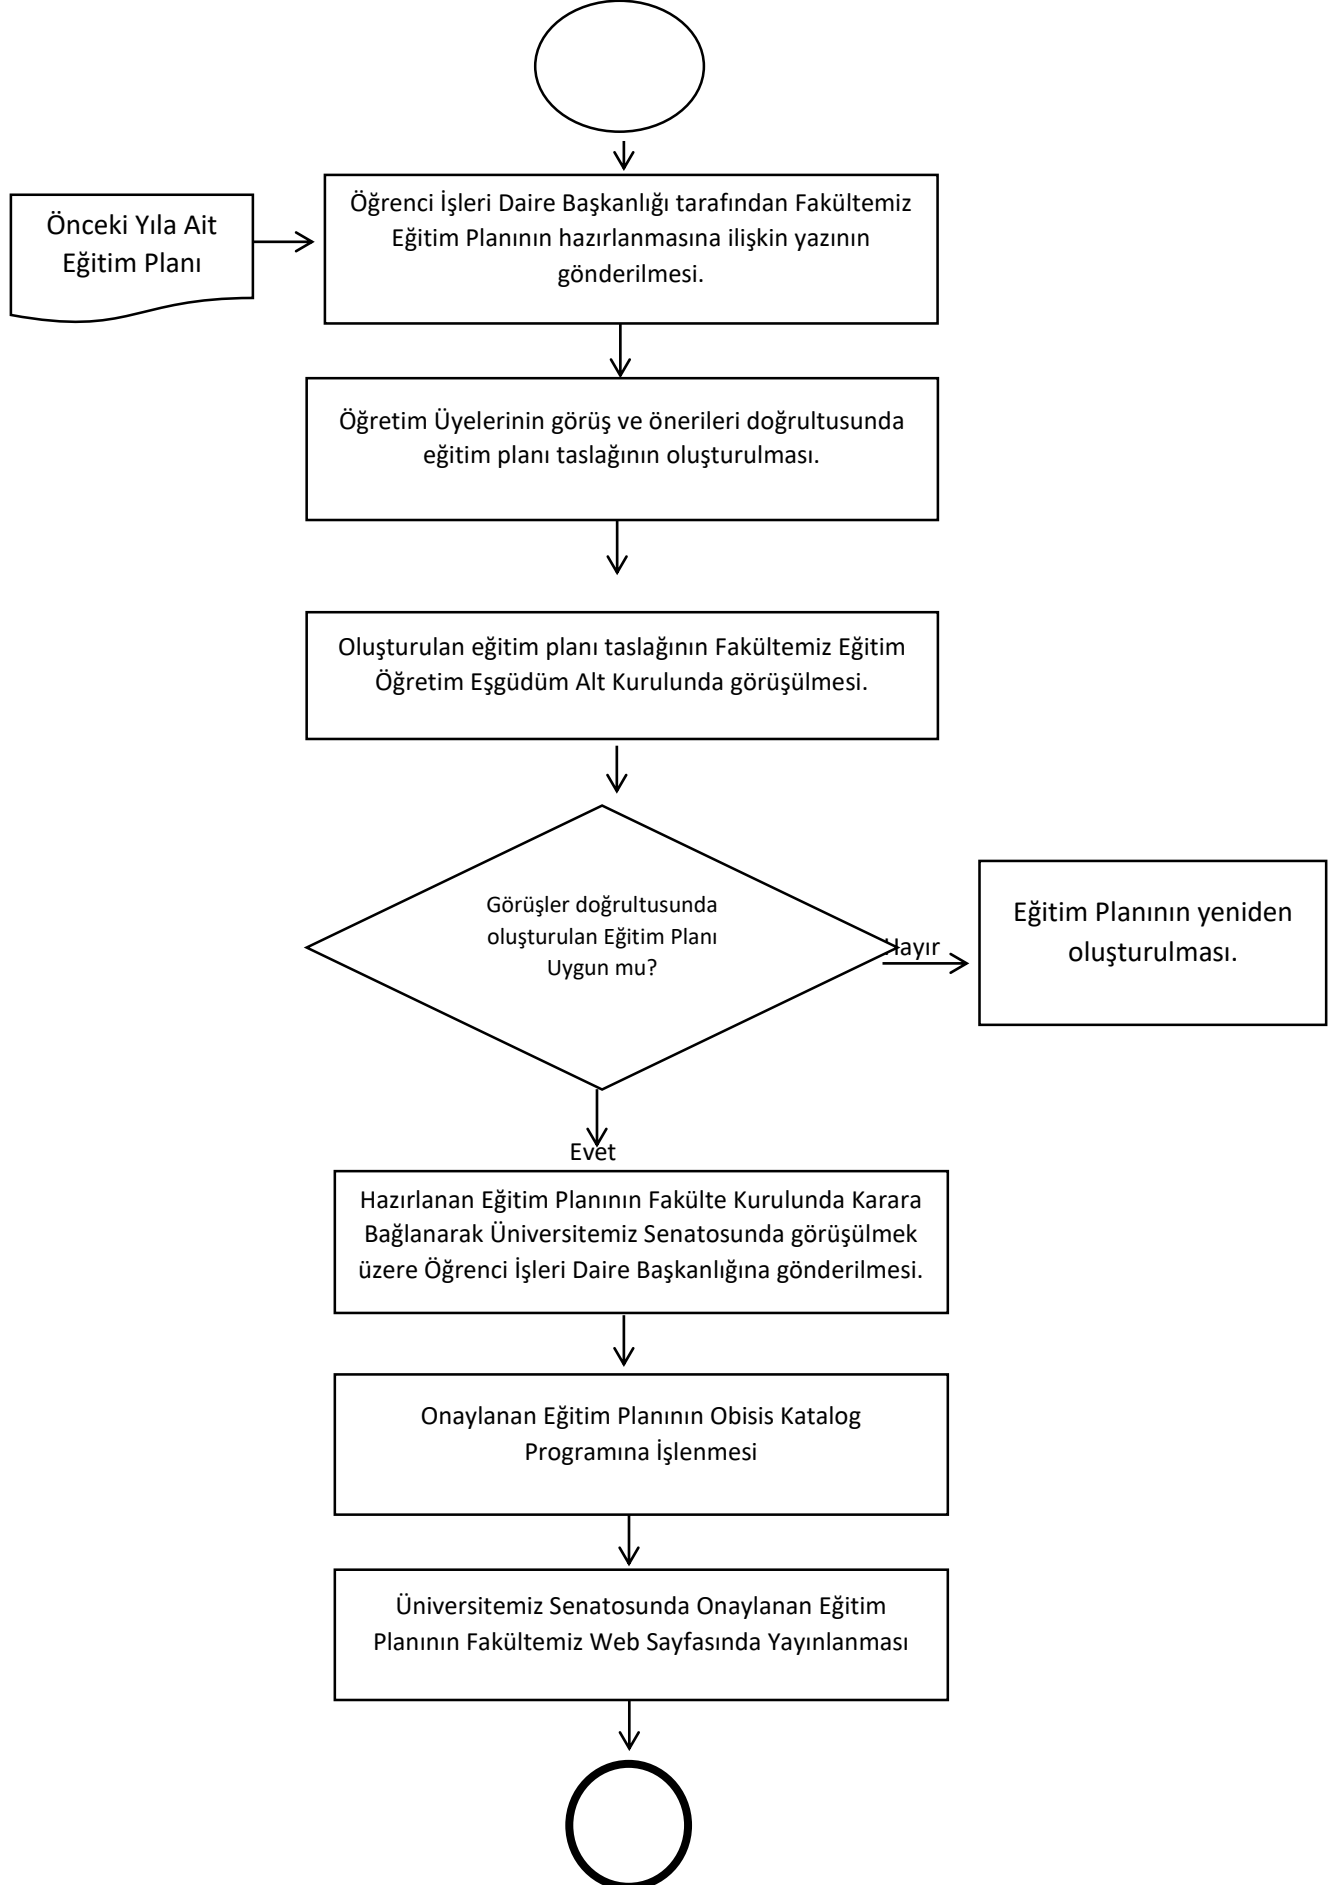 Önceki Yıla Ait
Eğitim Planı
Öğrenci İşleri Daire Başkanlığı tarafından Fakültemiz
Eğitim Planının hazırlanmasına ilişkin yazının
gönderilmesi.
Öğretim Üyelerinin görüş ve önerileri doğrultusunda
eğitim planı taslağının oluşturulması.
Oluşturulan eğitim planı taslağının Fakültemiz Eğitim
Öğretim Eşgüdüm Alt Kurulunda görüşülmesi.
Görüşler doğrultusunda
oluşturulan Eğitim Planı
Uygun mu?
Hayır
Eğitim Planının yeniden
oluşturulması.
Evet
Hazırlanan Eğitim Planının Fakülte Kurulunda Karara
Bağlanarak Üniversitemiz Senatosunda görüşülmek
üzere Öğrenci İşleri Daire Başkanlığına gönderilmesi.
Onaylanan Eğitim Planının Obisis Katalog
Programına İşlenmesi
Üniversitemiz Senatosunda Onaylanan Eğitim
Planının Fakültemiz Web Sayfasında Yayınlanması